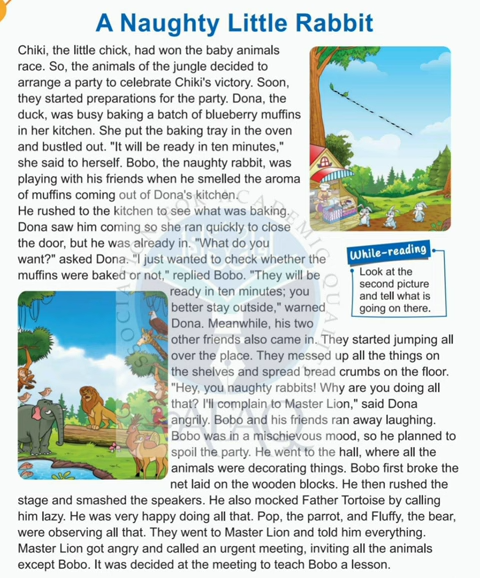 A Naughty Little Rabbit
Chiki, the little chick, had won the baby animals
race. So, the animals of the jungle decided to
arrange a party to celebrate Chiki's victory. Soon,
they started preparations for the party. Dona, the
duck, was busy baking a batch of blueberry muffins
in her kitchen. She put the baking tray in the oven
and bustled out. "It will be ready in ten minutes,"
she said to herself. Bobo, the naughty rabbit, was
playing with his friends when he smelled the aroma
of muffins coming out of Dona's kitchen.
He rushed to the kitchen to see what was baking.
Dona saw him coming so she ran quickly to close
the door, but he was already in. "What do you
want?" asked Dona. "I just wanted to check whether the
muffins were baked or not," replied Bobo. "They will be
ready in ten minutes; you
better stay outside," warned
Dona. Meanwhile, his two
other friends also came in. They started jumping all
over the place. They messed up all the things on
the shelves and spread bread crumbs on the floor.
"Hey, you naughty rabbits! Why are you doing all
that? I'll complain to Master Lion," said Dona
angrily. Bobo and his friends ran away laughing.
Bobo was in a mischievous mood, so he planned to
spoil the party. He went to the hall, where all the
animals were decorating things. Bobo first broke the
net laid on the wooden blocks. He then rushed the
stage and smashed the speakers. He also mocked Father Tortoise by calling
him lazy. He was very happy doing all that. Pop, the parrot, and Fluffy, the bear,
were observing all that. They went to Master Lion and told him everything.
Master Lion got angry and called an urgent meeting, inviting all the animals
except Bobo. It was decided at the meeting to teach Bobo a lesson.
While-reading
Look at the
second picture
and tell what is
going on there.